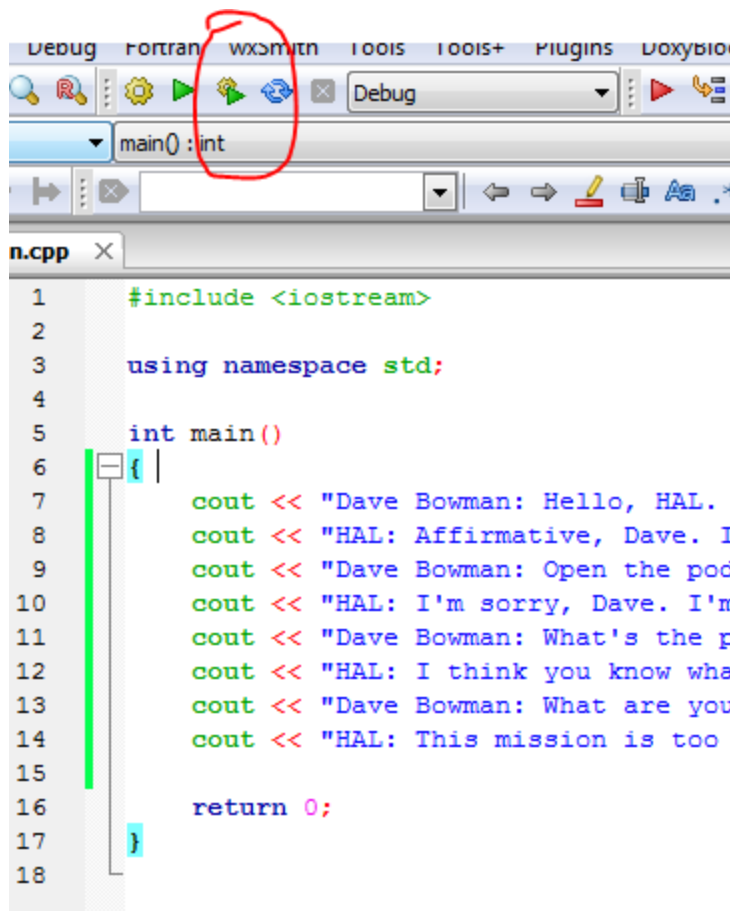 Debug Fortran wxSmith Tools Tools+ Plugins
Debug
main() : int
n.cpp
1 #include <iostream>
2
3 using namespace std;
4
5 int main()
6 {
7 cout << "Dave Bowman: Hello, HAL.
8 cout << "HAL: Affirmative, Dave. I
9 cout << "Dave Bowman: Open the pod
10 cout << "HAL: I'm sorry, Dave. I'm
11 cout << "Dave Bowman: What's the p
12 cout << "HAL: I think you know wha
13 cout << "Dave Bowman: What are you
14 cout << "HAL: This mission is too
15
16 return 0;
17 }
18